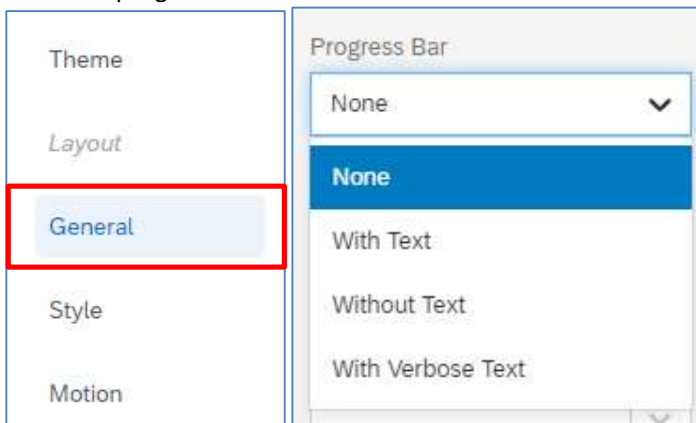 Theme
Layout
General
Style
Motion
Progress Bar
None
None
With Text
Without Text
With Verbose Text